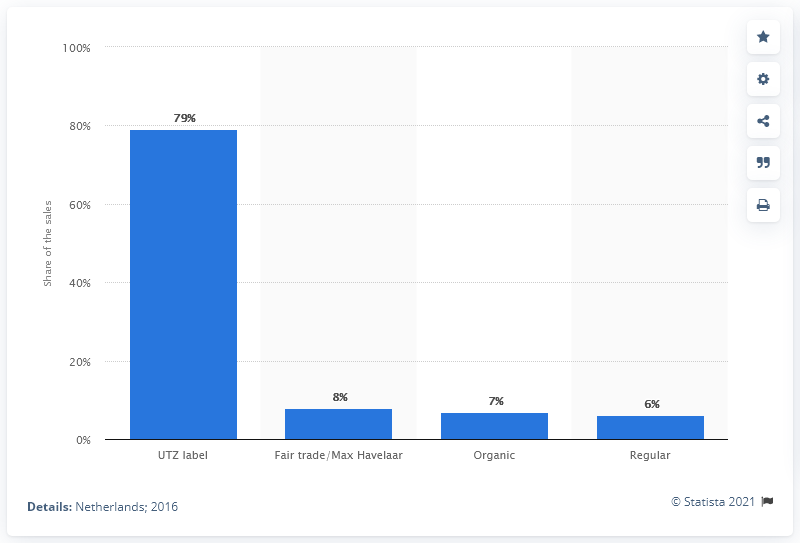 100%
80%
60%
40%
20%
0%
Share of the sales
79%
8%
7%
6%
UTZ label
Fair trade/Max Havelaar
Organic
Regular
Details: Netherlands; 2016
© Statista 2021